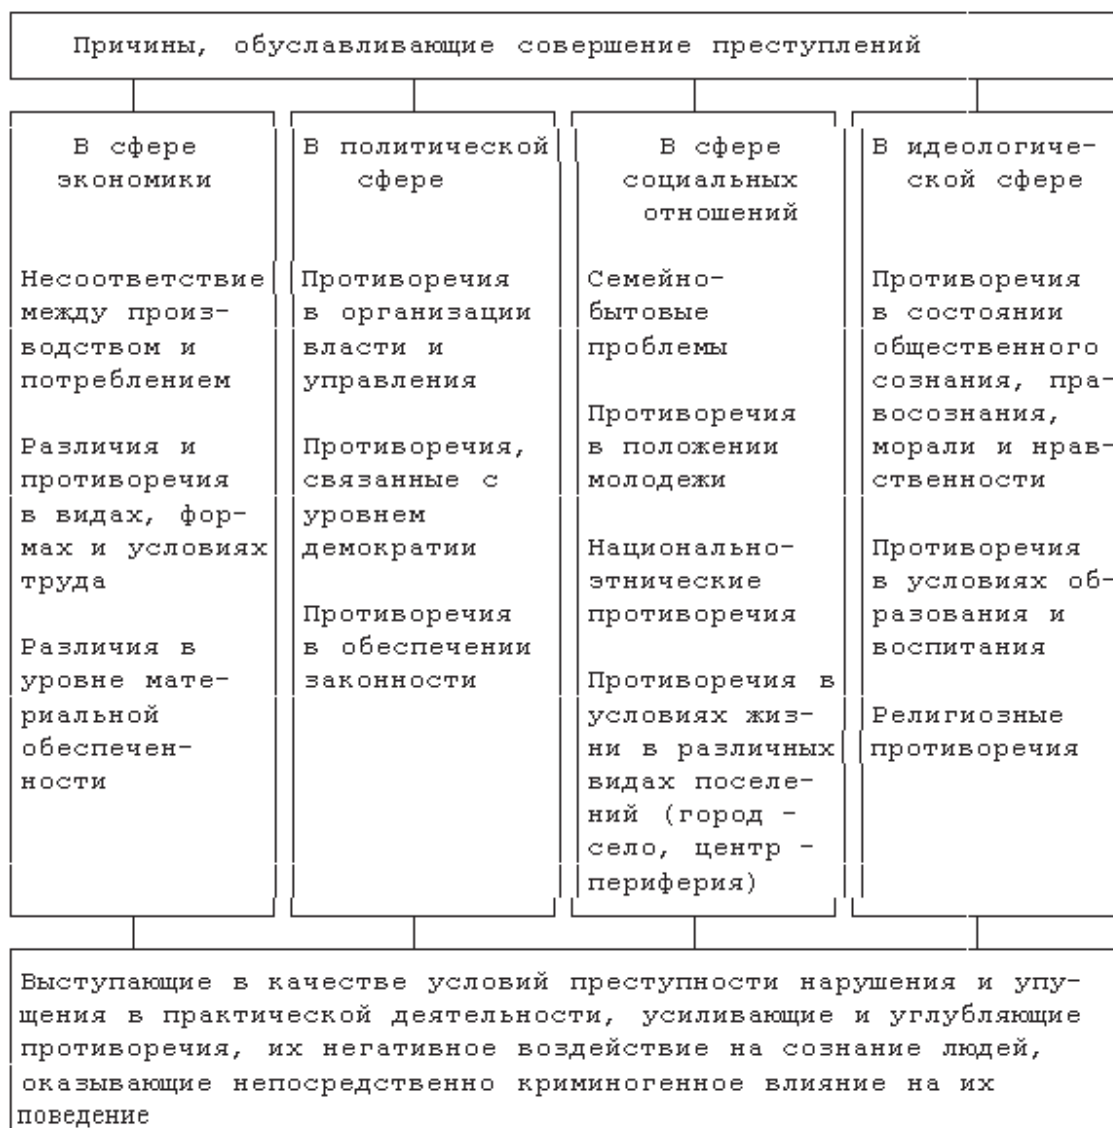 Причины, обуславливающие совершение преступлений
В сфере
экономики
Несоответствие
между произ-
водством и
потреблением
Различия и
противоречия
в видах, фор-
мах и условиях
труда
Различия в
уровне мате-
риальной
обеспечен-
ности
В политической
сфере
Противоречия
в организации
власти и
управления
Противоречия,
связанные с
уровнем
демократии
Противоречия
в обеспечении
законности
В сфере
социальных
отношений
Семейно-
бытовые
проблемы
Противоречия
в положении
молодежи
Национально-
этнические
противоречия
Противоречия в
условиях жиз-
ни в различных
видах поселе-
ний (город -
село, центр -
периферия)
В идеологиче-
ской сфере
Противоречия
в состоянии
общественного
сознания, пра-
восознания,
морали и нрав-
ственности
Противоречия
в условиях об-
разования и
воспитания
Религиозные
противоречия
Выступающие в качестве условий преступности нарушения и упу-
щения в практической деятельности, усиливающие и углубляющие
противоречия, их негативное воздействие на сознание людей,
оказывающие непосредственно криминогенное влияние на их
поведение